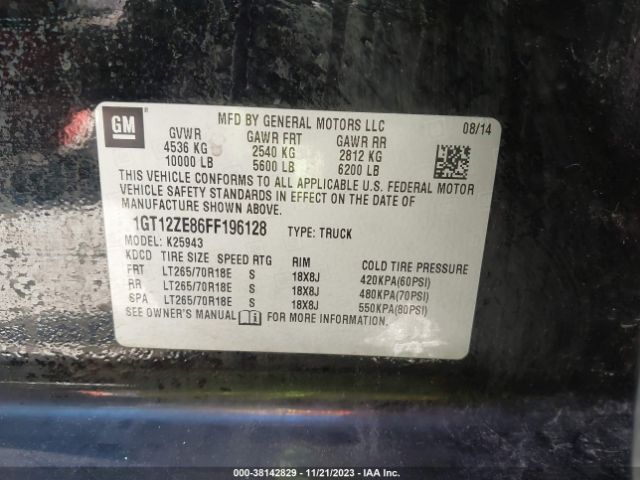 GM
MFD BY GENERAL MOTORS LLC 08/14
GVWR GAWR FRT GAWR RR
4536 KG 2540 KG 2812 KG
10000 LB 5600 LB 6200 LB
THIS VEHICLE CONFORMS TO ALL APPLICABLE U.S. FEDERAL MOTOR
VEHICLE SAFETY STANDARDS IN EFFECT ON THE DATE OF
MANUFACTURE SHOWN ABOVE.
1GT12ZE86FF196128 TYPE: TRUCK
MODEL: K25943
KDCD TIRE SIZE SPEED RTG RIM COLD TIRE PRESSURE
FRT LT265/70R18E S 18X8J 420KPA(60PSI)
RR LT265/70R18E S 18X8J 480KPA(70PSI)
SPA LT265/70R18E S 18X8J 550KPA(80PSI)
SEE OWNER'S MANUAL FOR MORE INFORMATION.
000-38142829 - 11/21/2023 - IAA Inc.